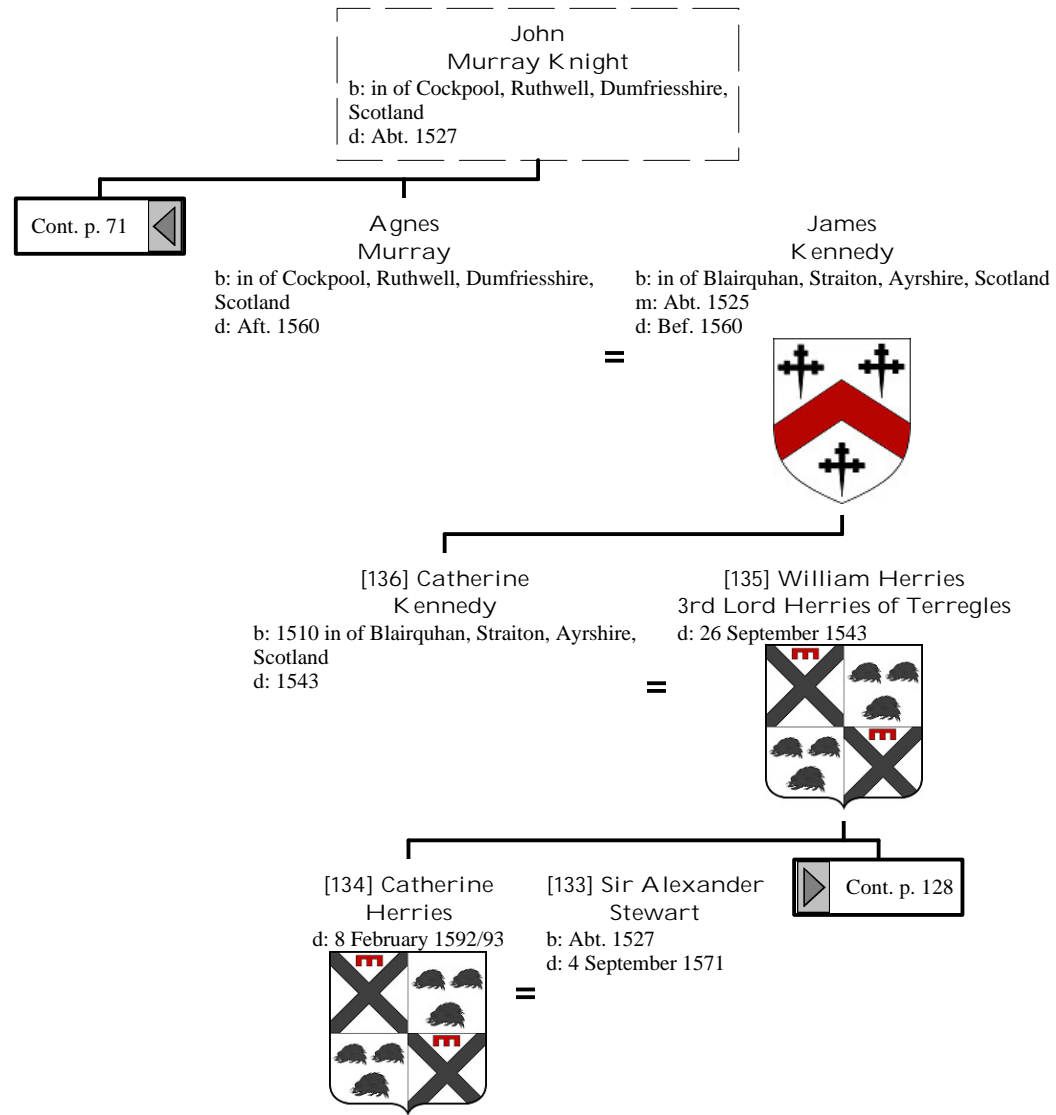 John
Murray Knight
b: in of Cockpool, Ruthwell, Dumfriesshire,
Scotland
d: Abt. 1527
Cont. p. 71
Agnes
Murray
b: in of Cockpool, Ruthwell, Dumfriesshire,
Scotland
d: Aft. 1560
=
James
Kennedy
b: in of Blairquhan, Straiton, Ayrshire, Scotland
m: Abt. 1525
d: Bef. 1560
[136] Catherine
Kennedy
b: 1510 in of Blairquhan, Straiton, Ayrshire,
Scotland
d: 1543
=
[135] William Herries
3rd Lord Herries of Terregles
d: 26 September 1543
[134] Catherine
Herries
d: 8 February 1592/93
=
[133] Sir Alexander
Stewart
b: Abt. 1527
d: 4 September 1571
Cont. p. 128